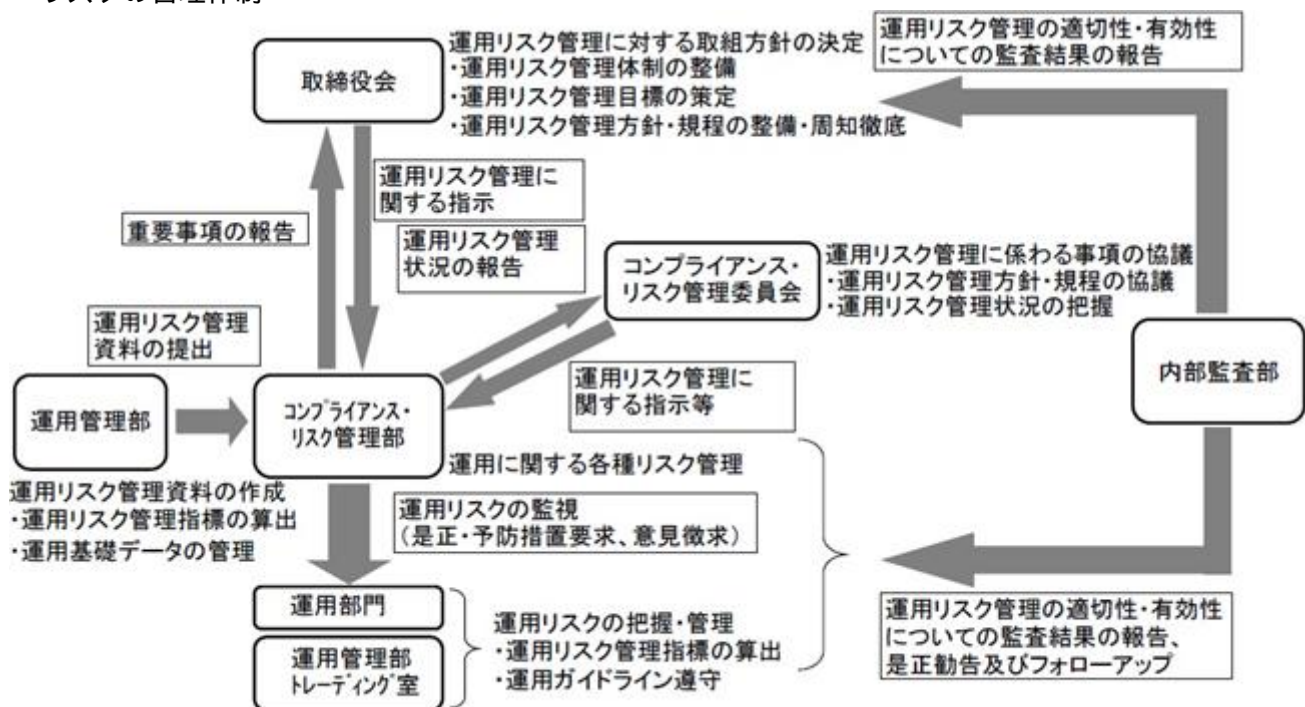 取締役会
運用リスク管理に対する取組方針の決定
・運用リスク管理体制の整備
・運用リスク管理目標の策定
・運用リスク管理方針・規程の整備・周知徹底
運用リスク管理の適切性・有効性
についての監査結果の報告
運用リスク管理に
関する指示
重要事項の報告
運用リスク管理
状況の報告
コンプライアンス・
リスク管理委員会
運用リスク管理に係わる事項の協議
・運用リスク管理方針・規程の協議
・運用リスク管理状況の把握
運用リスク管理
資料の提出
内部監査部
運用管理部
コンプライアンス・
リスク管理部
運用リスク管理に
関する指示等
運用に関する各種リスク管理
運用リスク管理資料の作成
・運用リスク管理指標の算出
・運用基礎データの管理
運用リスクの監視
（是正・予防措置要求、意見徴求）
運用部門
運用管理部
トレーディング室
運用リスクの把握・管理
・運用リスク管理指標の算出
・運用ガイドライン遵守
運用リスク管理の適切性・有効性
についての監査結果の報告、
是正勧告及びフォローアップ